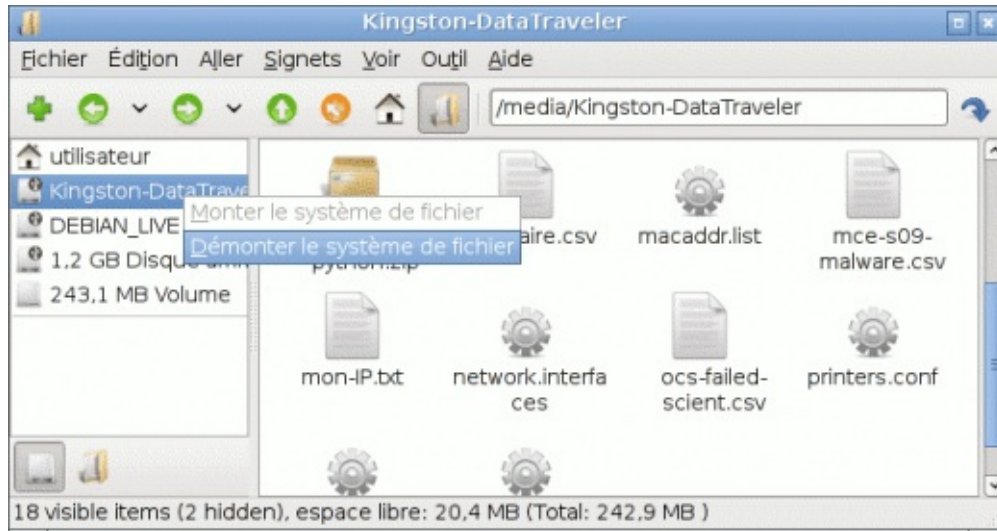 Kingston-DataTraveler
Fichier Édition Aller Signets Voir Outil Aide
/media/Kingston-DataTraveler
utilisateur
Kingston-DataTrave
DEBIAN_LIVE
1,2 GB Disque
243,1 MB Volume
Monter le système de fichier
Démonter le système de fichier
python.zip
aire.csv
macaddr.list
mce-s09-
malware.csv
mon-IP.txt
network.interfa
ces
ocs-failed-
scient.csv
printers.conf
18 visible items (2 hidden), espace libre: 20,4 MB (Total: 242,9 MB )